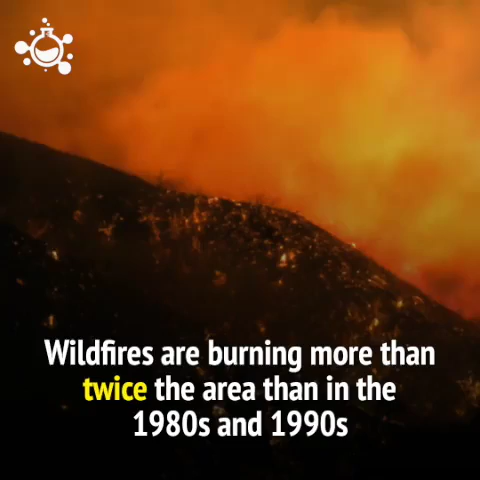 Wildfires are burning more than
twice the area than in the
1980s and 1990s